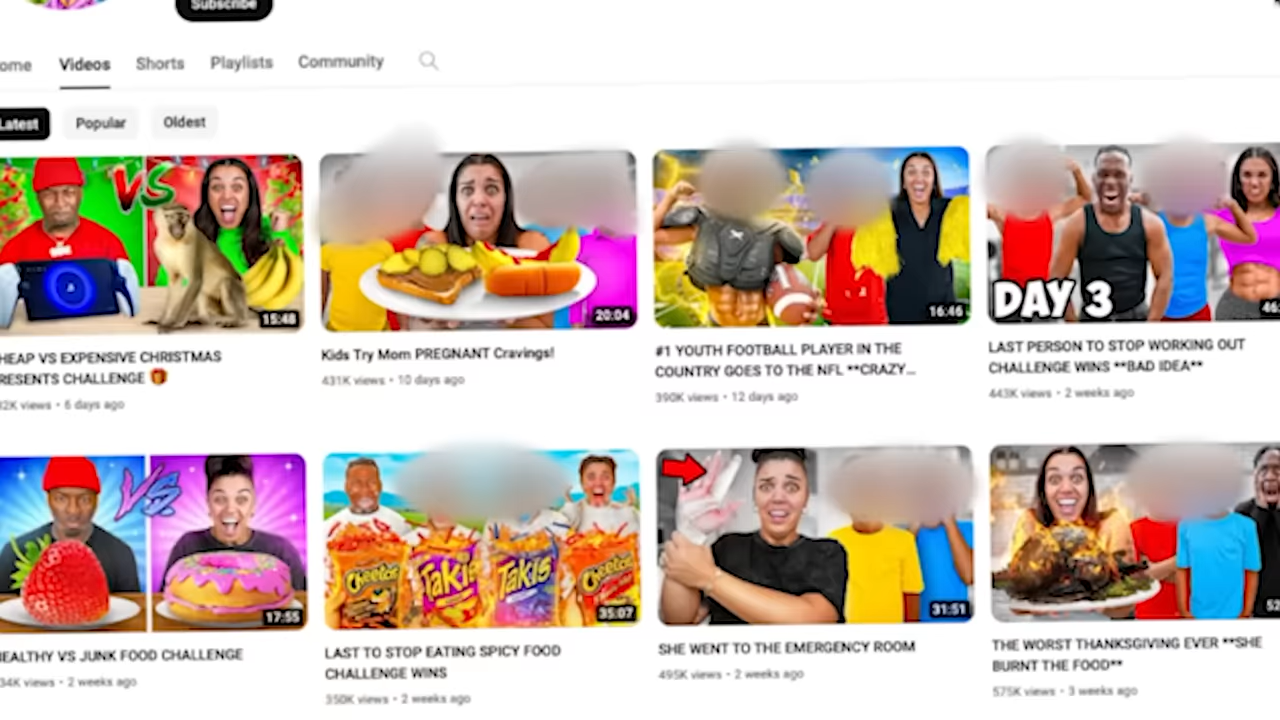 Subscribe
ome
Videos
Shorts
Playlists
Community
Latest
Popular
Oldest
VS
15:48
20:04
16:46
DAY 3
46
HEAP VS EXPENSIVE CHRISTMAS
RESENTS CHALLENGE 🎁
2K views • 6 days ago
Kids Try Mom PREGNANT Cravings!
431K views • 10 days ago
#1 YOUTH FOOTBALL PLAYER IN THE
COUNTRY GOES TO THE NFL **CRAZY...
390K views • 12 days ago
LAST PERSON TO STOP WORKING OUT
CHALLENGE WINS **BAD IDEA**
443K views • 2 weeks ago
VS
17:55
Cheetos
Takis
Takis
Cheetos
35:07
31:51
52
EALTHY VS JUNK FOOD CHALLENGE
34K views • 2 weeks ago
LAST TO STOP EATING SPICY FOOD
CHALLENGE WINS
350K views • 2 weeks ago
SHE WENT TO THE EMERGENCY ROOM
495K views • 2 weeks ago
THE WORST THANKSGIVING EVER **SHE
BURNT THE FOOD**
575K views • 3 weeks ago